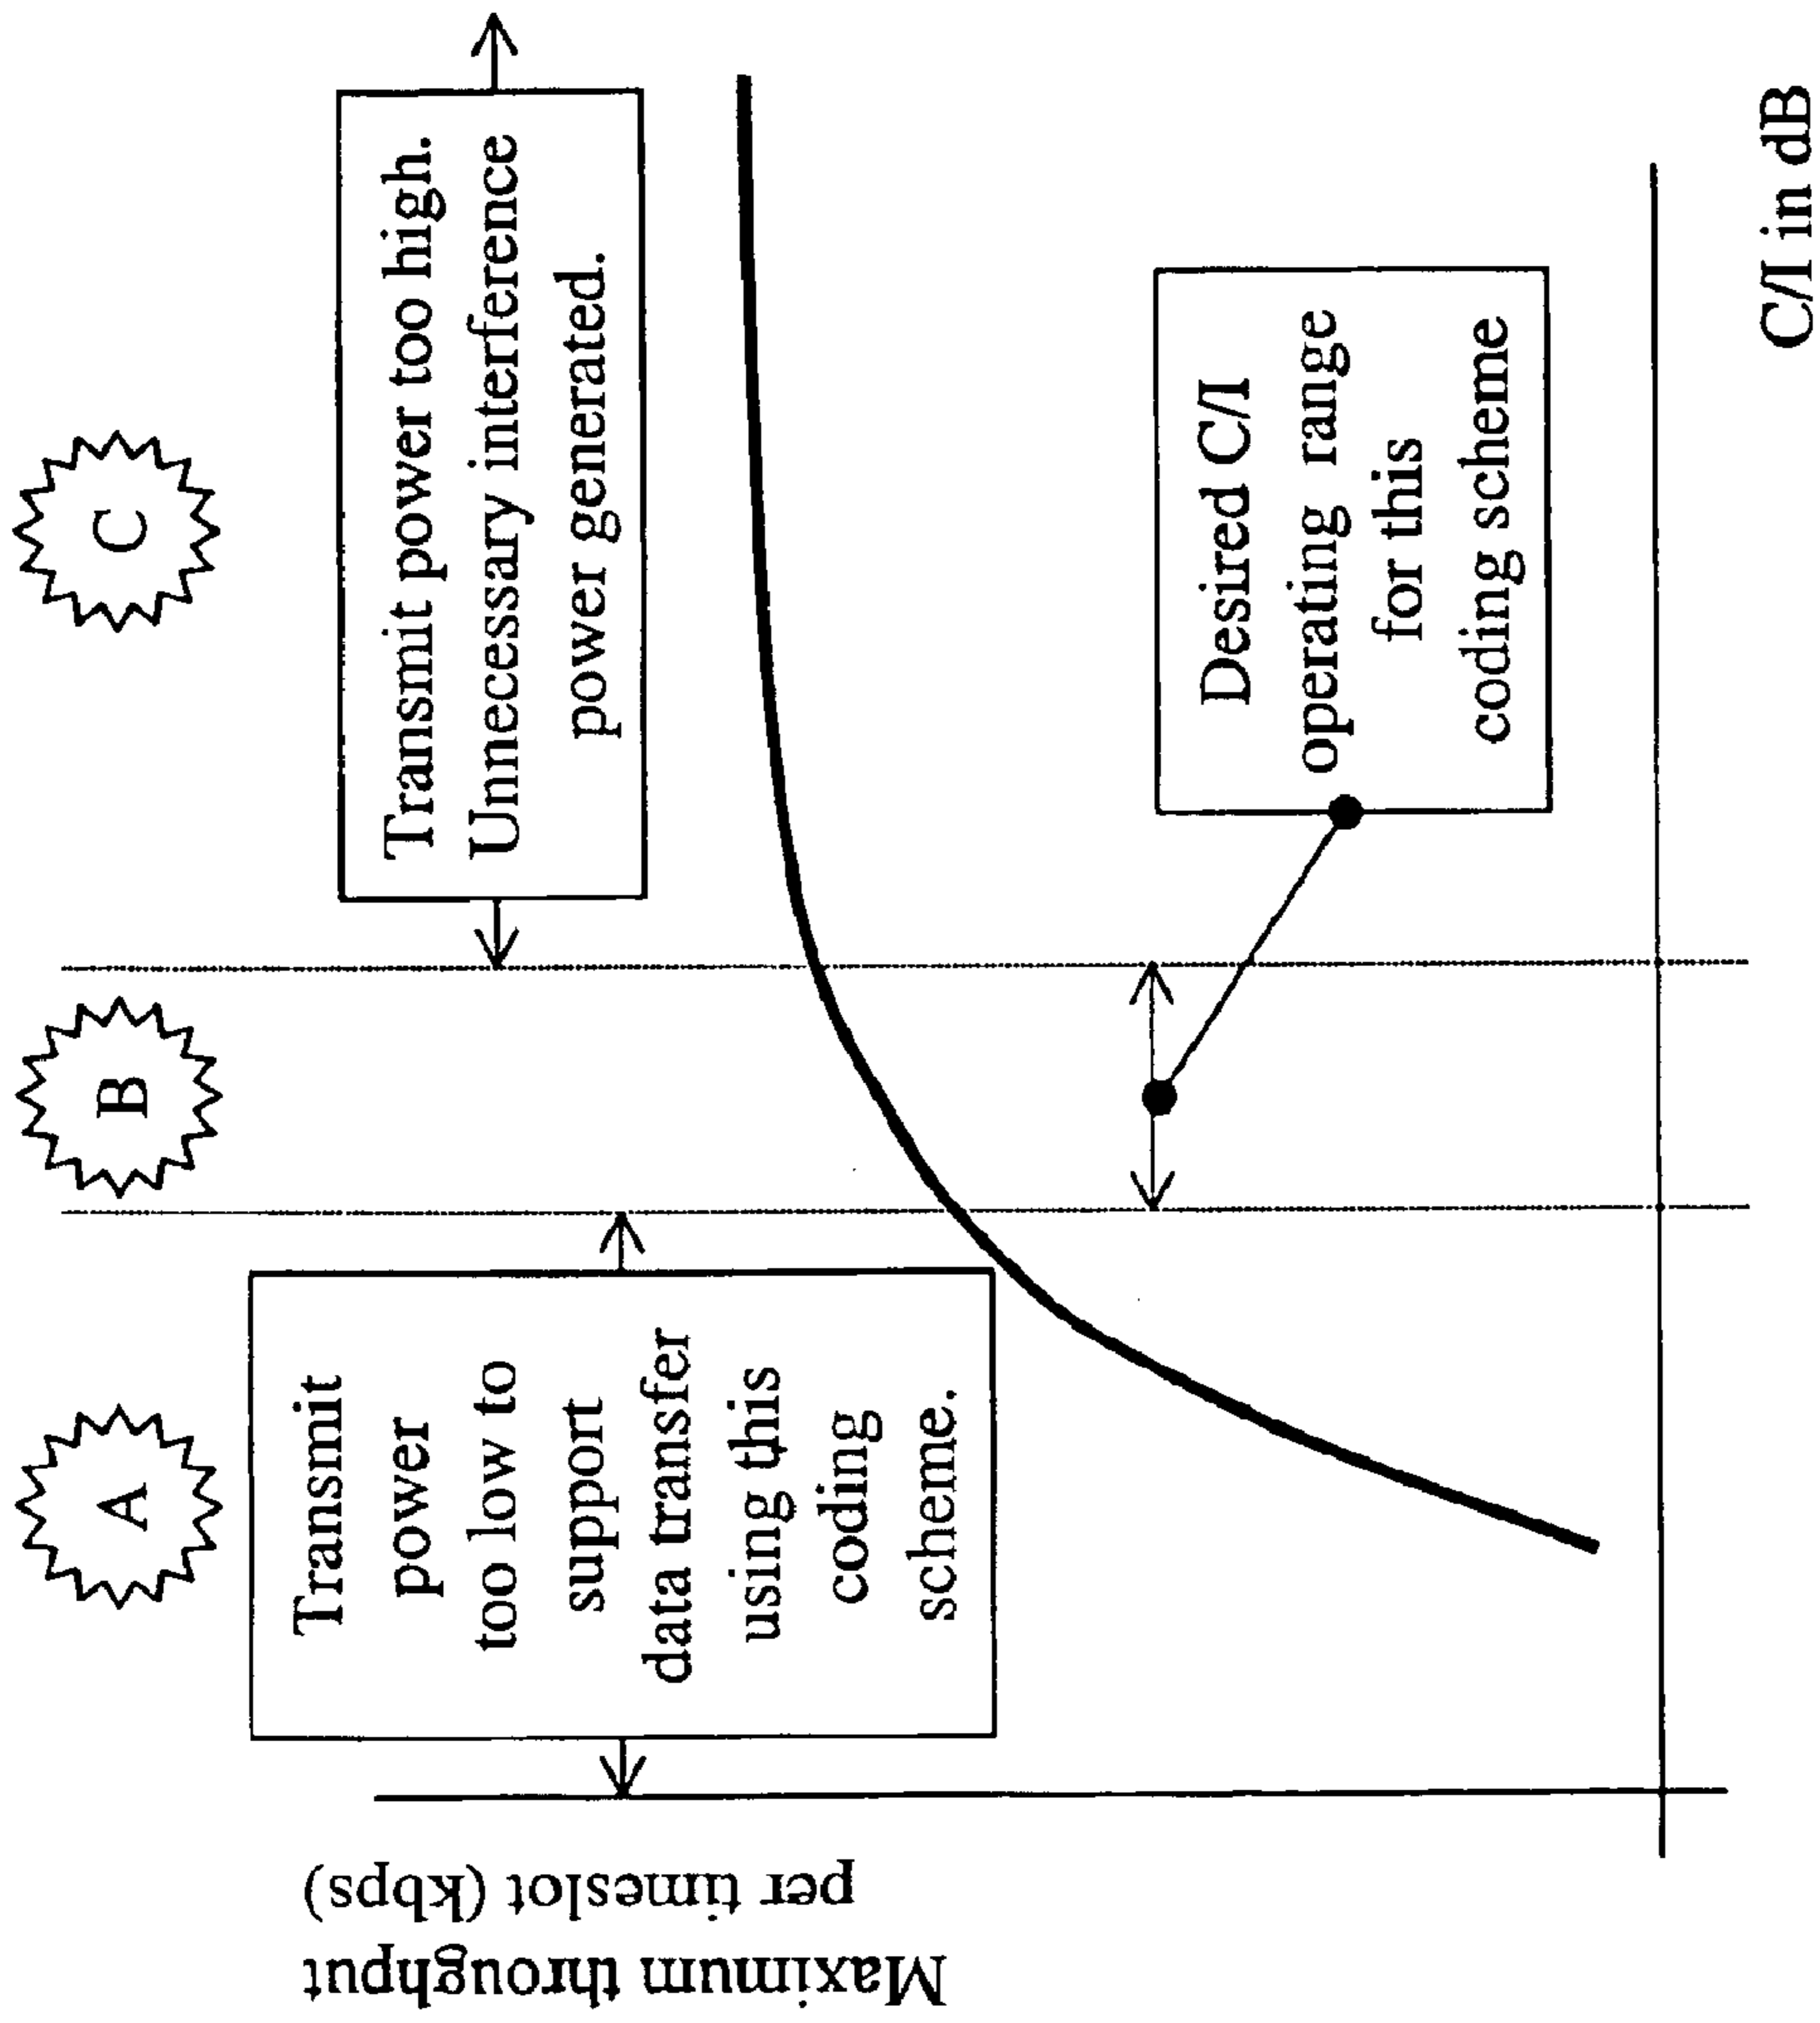 A
B
C
Transmit
power
too low to
support
data transfer
using this
coding
scheme.
Transmit power too high.
Unnecessary interference
power generated.
Desired C/I
operating range
for this
coding scheme
Maximum throughput
per timeslot (kbps)
C/I in dB